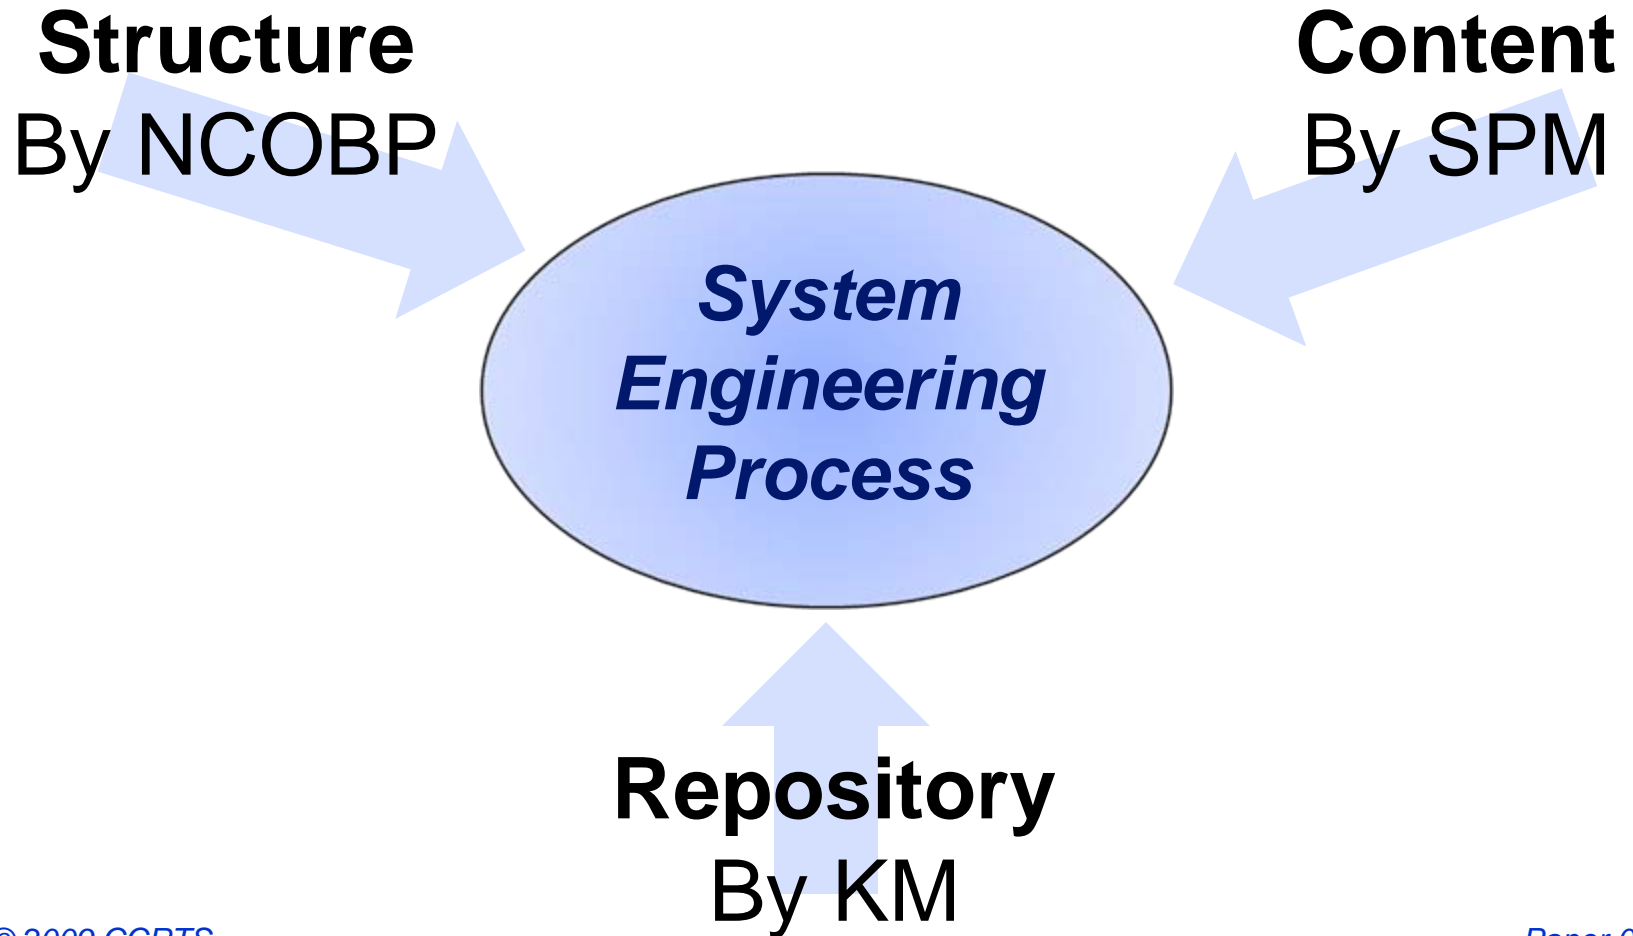 Structure
By NCOBP
Content
By SPM
System
Engineering
Process
Repository
By KM